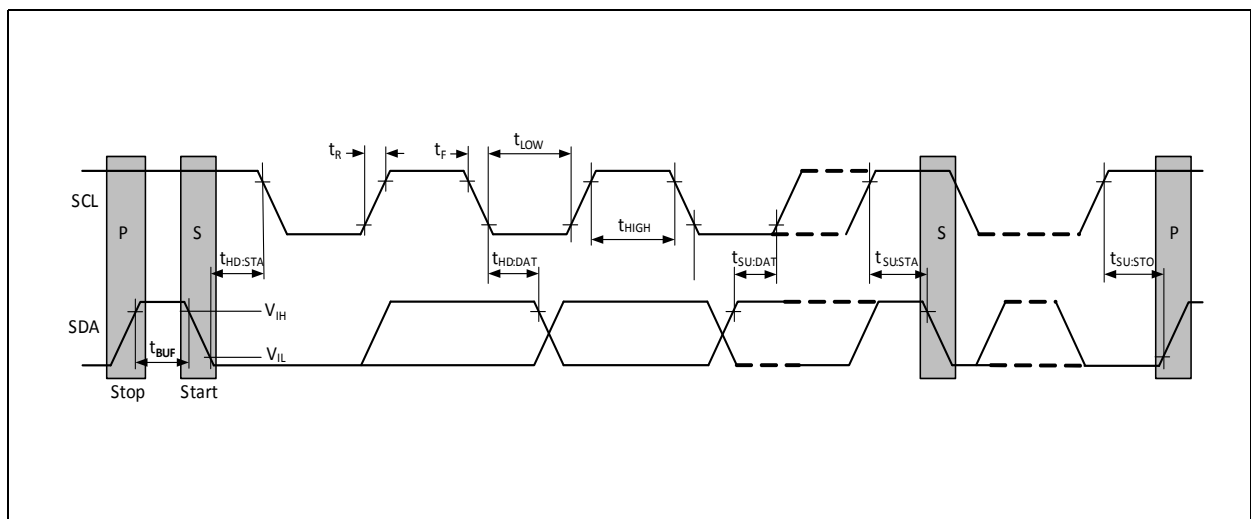 tR
tF
tLOW
SCL
P
S
tHIGH
S
P
tHD:STA
tHD:DAT
tSU:DAT
tSU:STA
tSU:STO
SDA
VIH
tBUF
VIL
Stop
Start